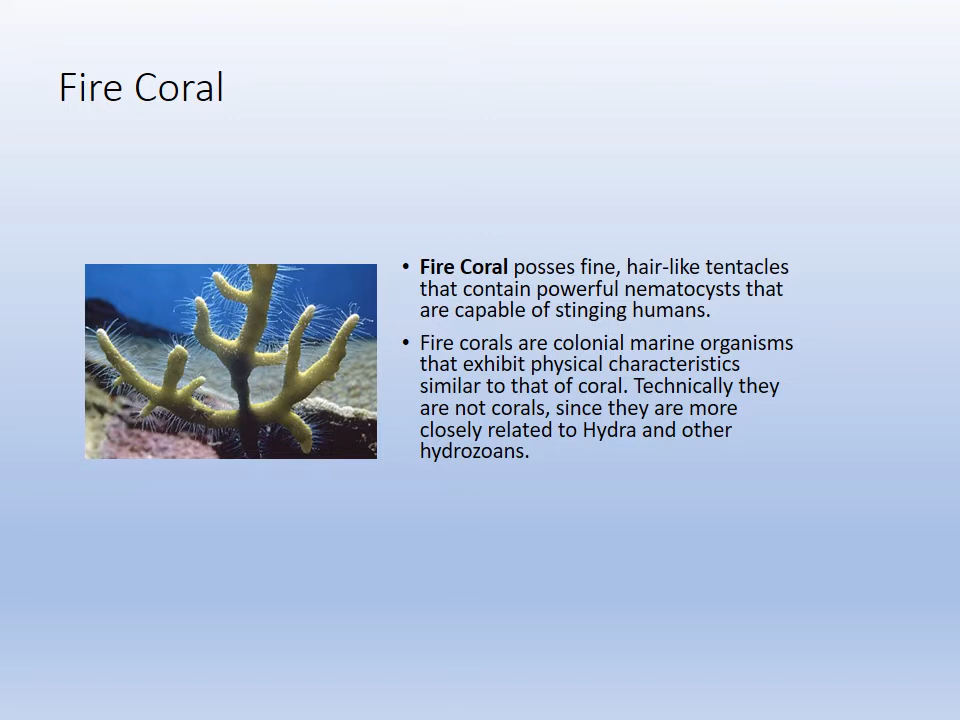 Fire Coral
• Fire Coral posses fine, hair-like tentacles
that contain powerful nematocysts that
are capable of stinging humans.
• Fire corals are colonial marine organisms
that exhibit physical characteristics
similar to that of coral. Technically they
are not corals, since they are more
closely related to Hydra and other
hydrozoans.